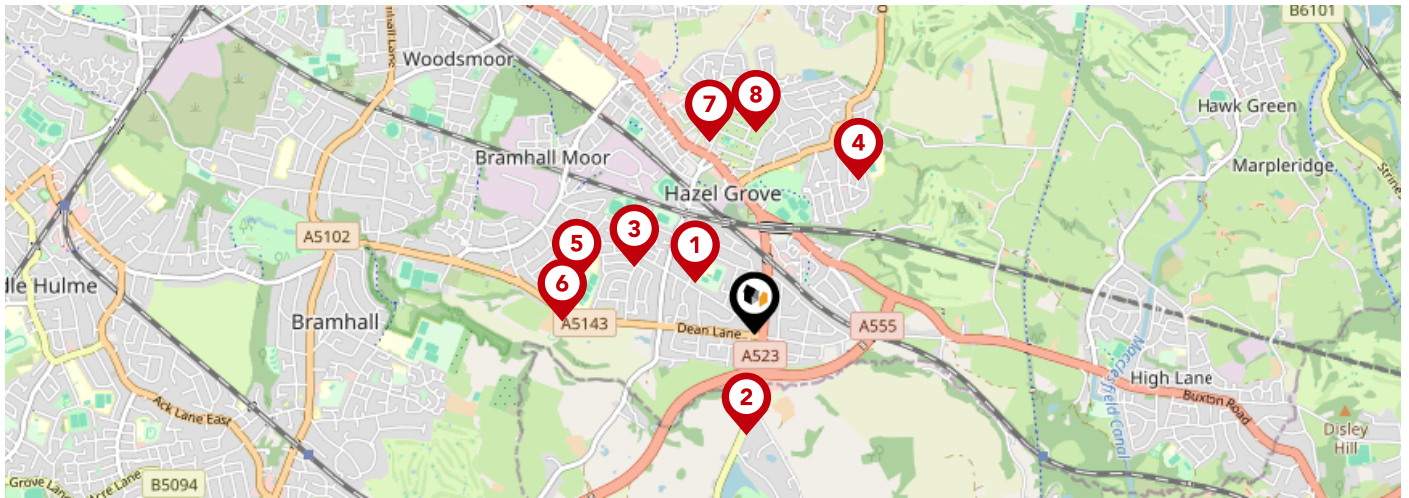 B6101
Woodsmoor
Hawk Green
7
8
4
Bramhall Moor
Marpleridge
Hazel Grove
A5102
5
3
1
6
dle Hulme
Bramhall
A5143
Dean Lane
A555
A523
High Lane
Macclesfield Canal
Buxton Road
2
Ack Lane East
Disley
Hill
Grove Lane
Acre Lane
B5094